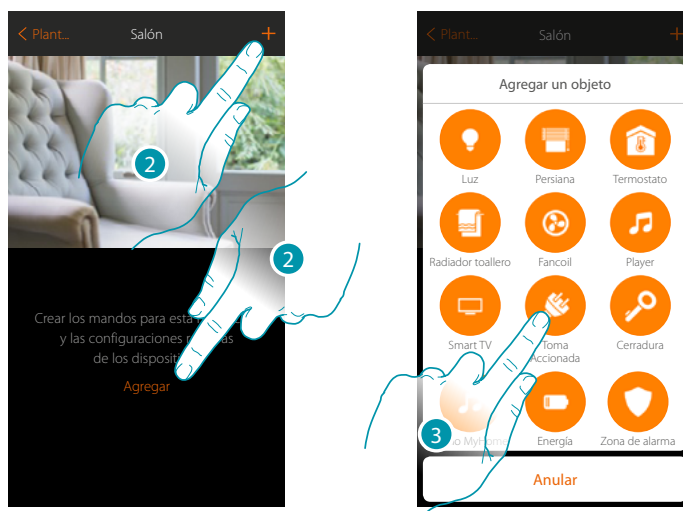 Plant...
Salón
+
2
2
Crear los mandos para esta
y las configuraciones
de los
Agregar
Plant...
Salón
+
Agregar un objeto
Luz
Persiana
Termostato
Radiador toallero
Fancoil
Player
Smart TV
Toma
Accionada
Cerradura
3
Energía
Zona de alarma
Anular